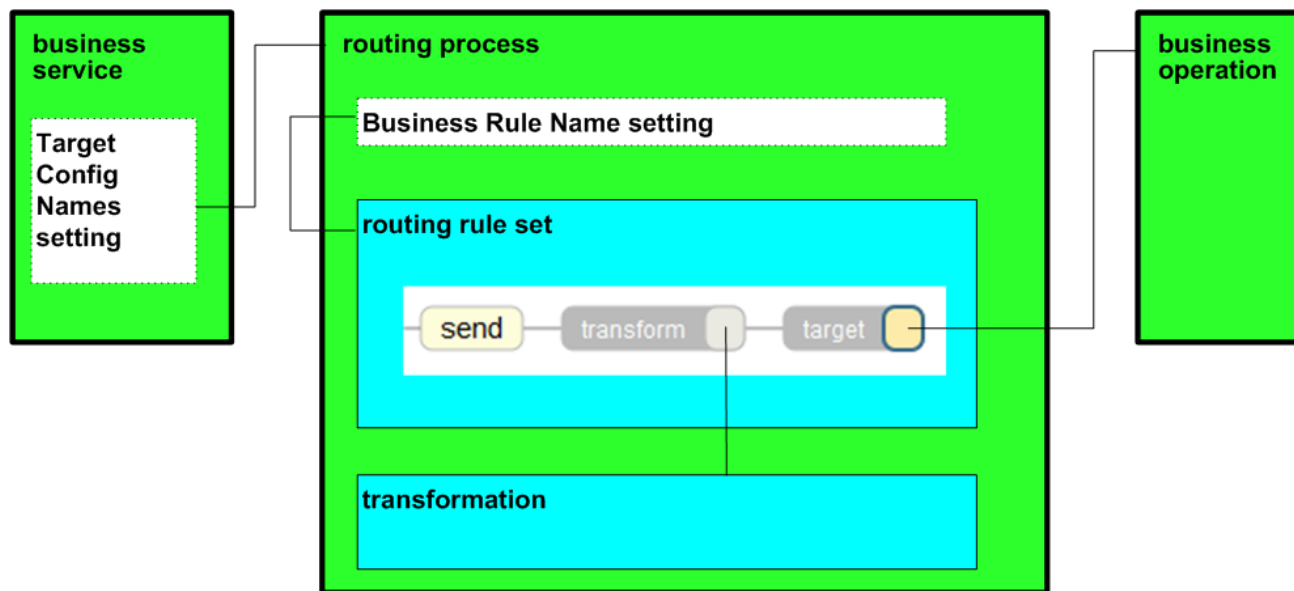 business
service
Target
Config
Names
setting
routing process
Business Rule Name setting
routing rule set
send
transform
target
transformation
business
operation